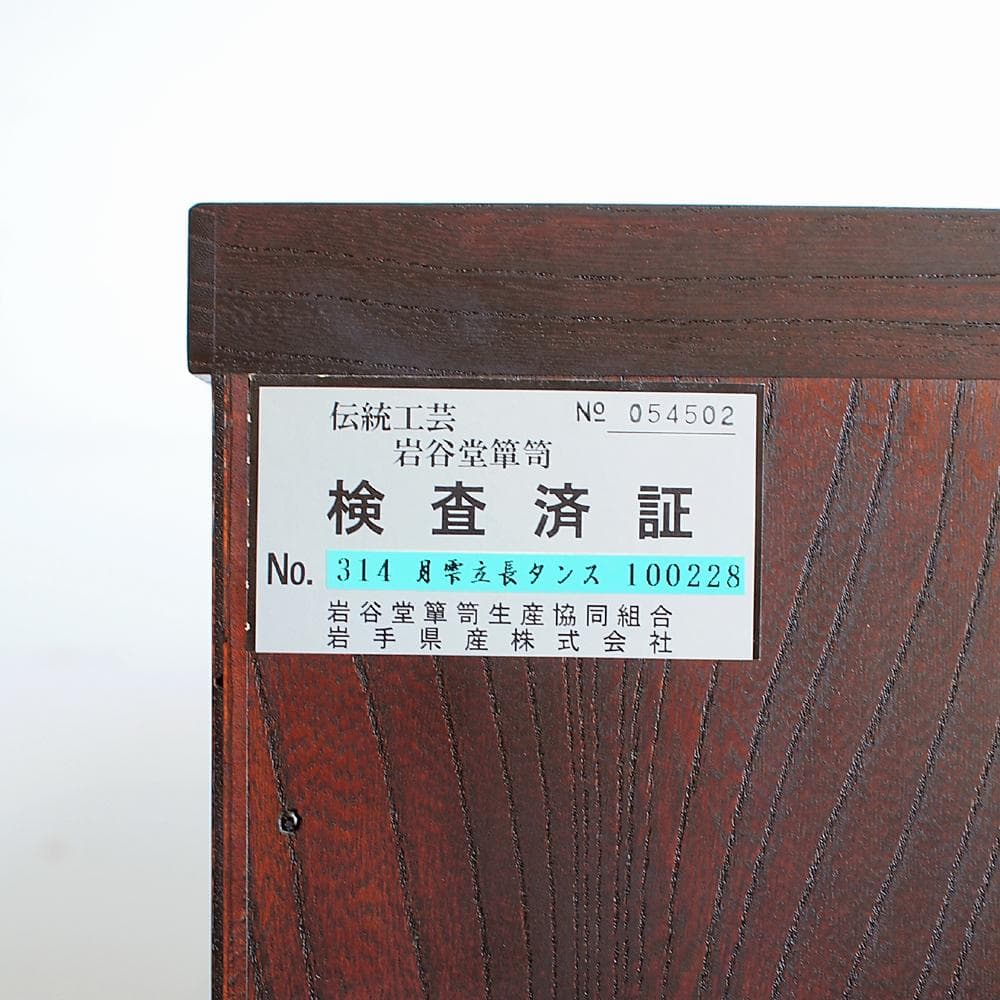 伝統工芸 № 054502
岩谷堂簞笥
検査済証
No. 314 月雫立長タンス 100228
岩谷堂簞笥生産協同組合
岩手県産株式会社